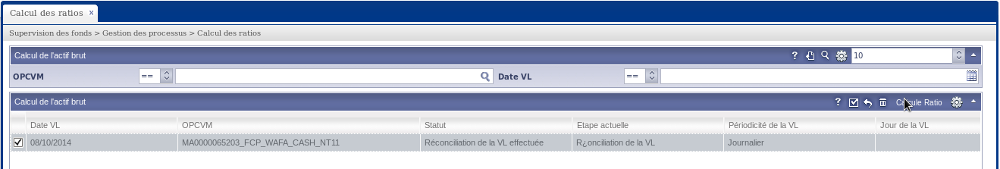 Calcul des ratios x
Supervision des fonds > Gestion des processus > Calcul des ratios
Calcul de l'actif brut ? 10
OPCVM == Date VL ==
Calcul de l'actif brut ? Calcule Ratio
Date VL OPCVM Statut Etape actuelle Périodicité de la VL Jour de la VL
08/10/2014 MA0000065203_FCP_WAFA_CASH_NT11 Réconciliation de la VL effectuée R¿onciliation de la VL Journalier